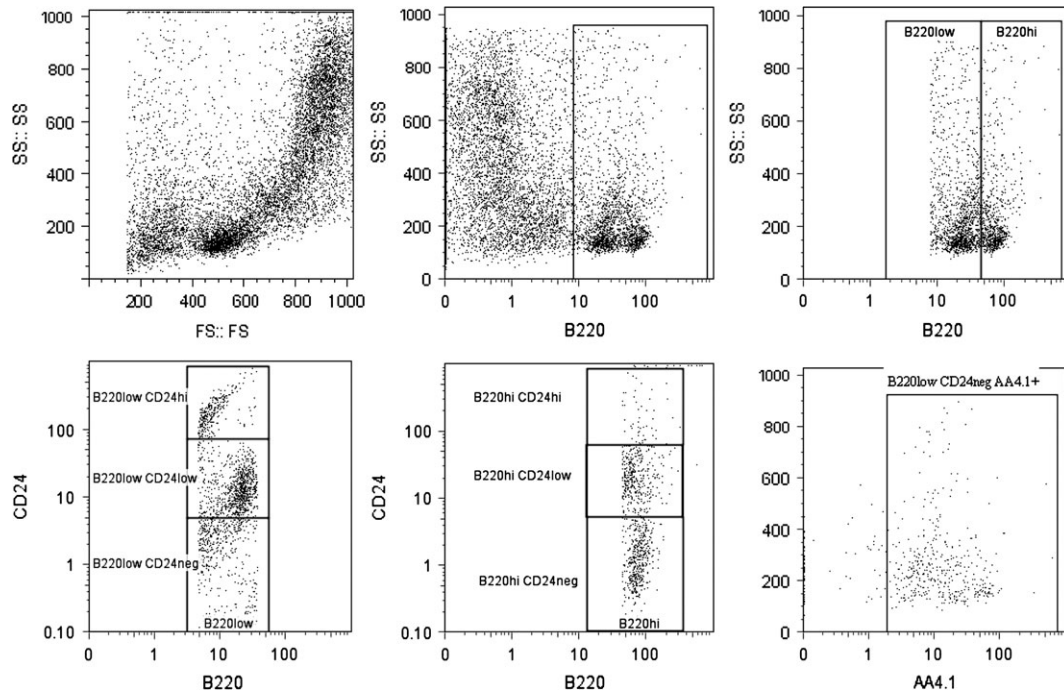 1000
800
600
400
200
SS:: SS
200 400 600 800 1000
FS:: FS
1000
800
600
400
200
0
SS:: SS
0 1 10 100
B220
B220low B220hi
1000
800
600
400
200
0
SS:: SS
0 1 10 100
B220
B220low CD24hi
B220low CD24low
B220low CD24neg
B220low
100
10
1
0.10
CD24
0 1 10 100
B220
B220hi CD24hi
B220hi CD24low
B220hi CD24neg
B220hi
100
10
1
0.10
CD24
0 1 10 100
B220
B220low CD24neg AA4.1+
1000
800
600
400
200
0
0 1 10 100
AA4.1